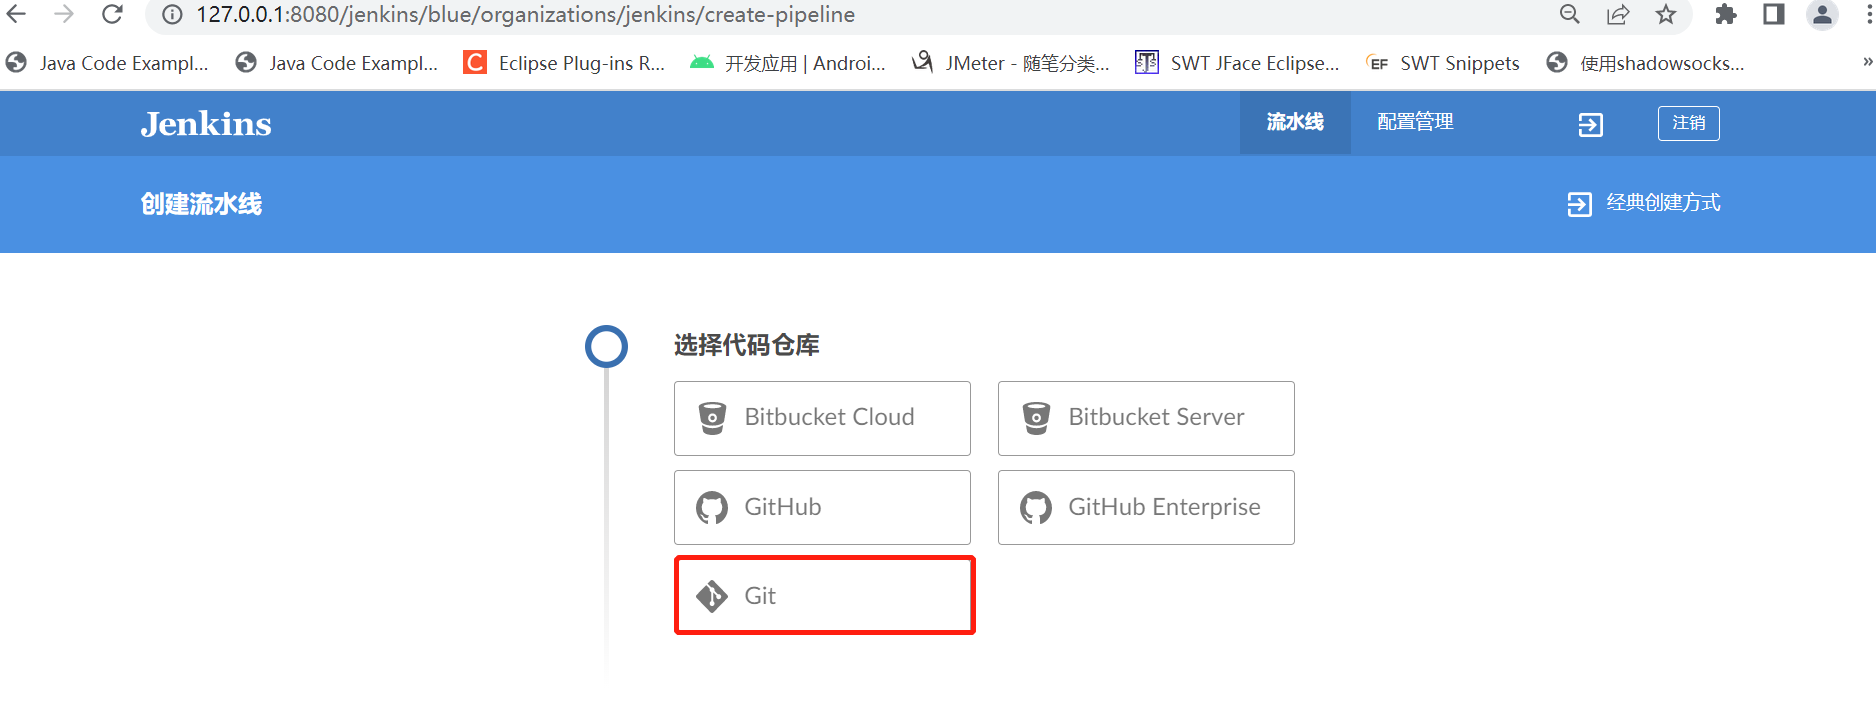 127.0.0.1:8080/jenkins/blue/organizations/jenkins/create-pipeline
Java Code Exampl... Java Code Exampl... Eclipse Plug-ins R... 开发应用 | Androi... JMeter - 随笔分类... SWT JFace Eclipse... SWT Snippets 使用shadowsocks... »
Jenkins 流水线 配置管理 注销
创建流水线 经典创建方式
选择代码仓库
Bitbucket Cloud Bitbucket Server
GitHub GitHub Enterprise
Git